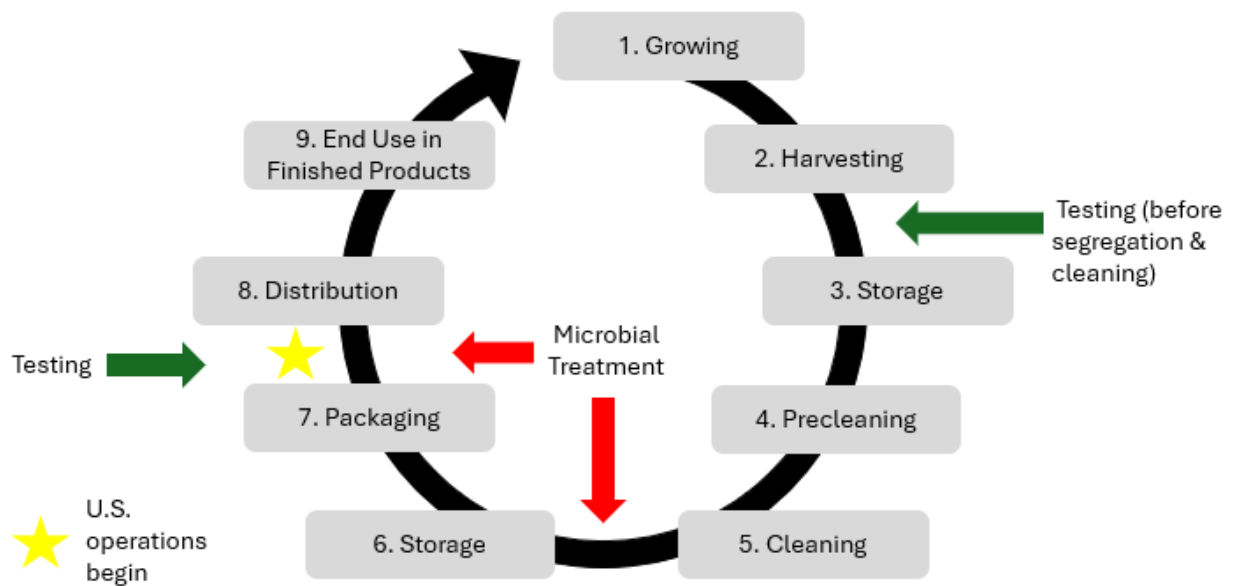 1. Growing
2. Harvesting
Testing (before
segregation &
cleaning)
3. Storage
4. Precleaning
5. Cleaning
6. Storage
7. Packaging
8. Distribution
9. End Use in
Finished Products
Microbial
Treatment
Testing
U.S.
operations
begin